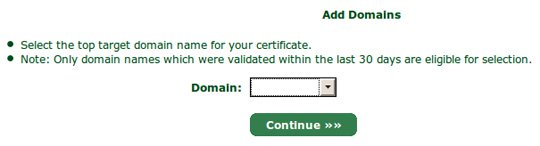 Add Domains
Select the top target domain name for your certificate.
Note: Only domain names which were validated within the last 30 days are eligible for selection.
Domain:
Continue »»